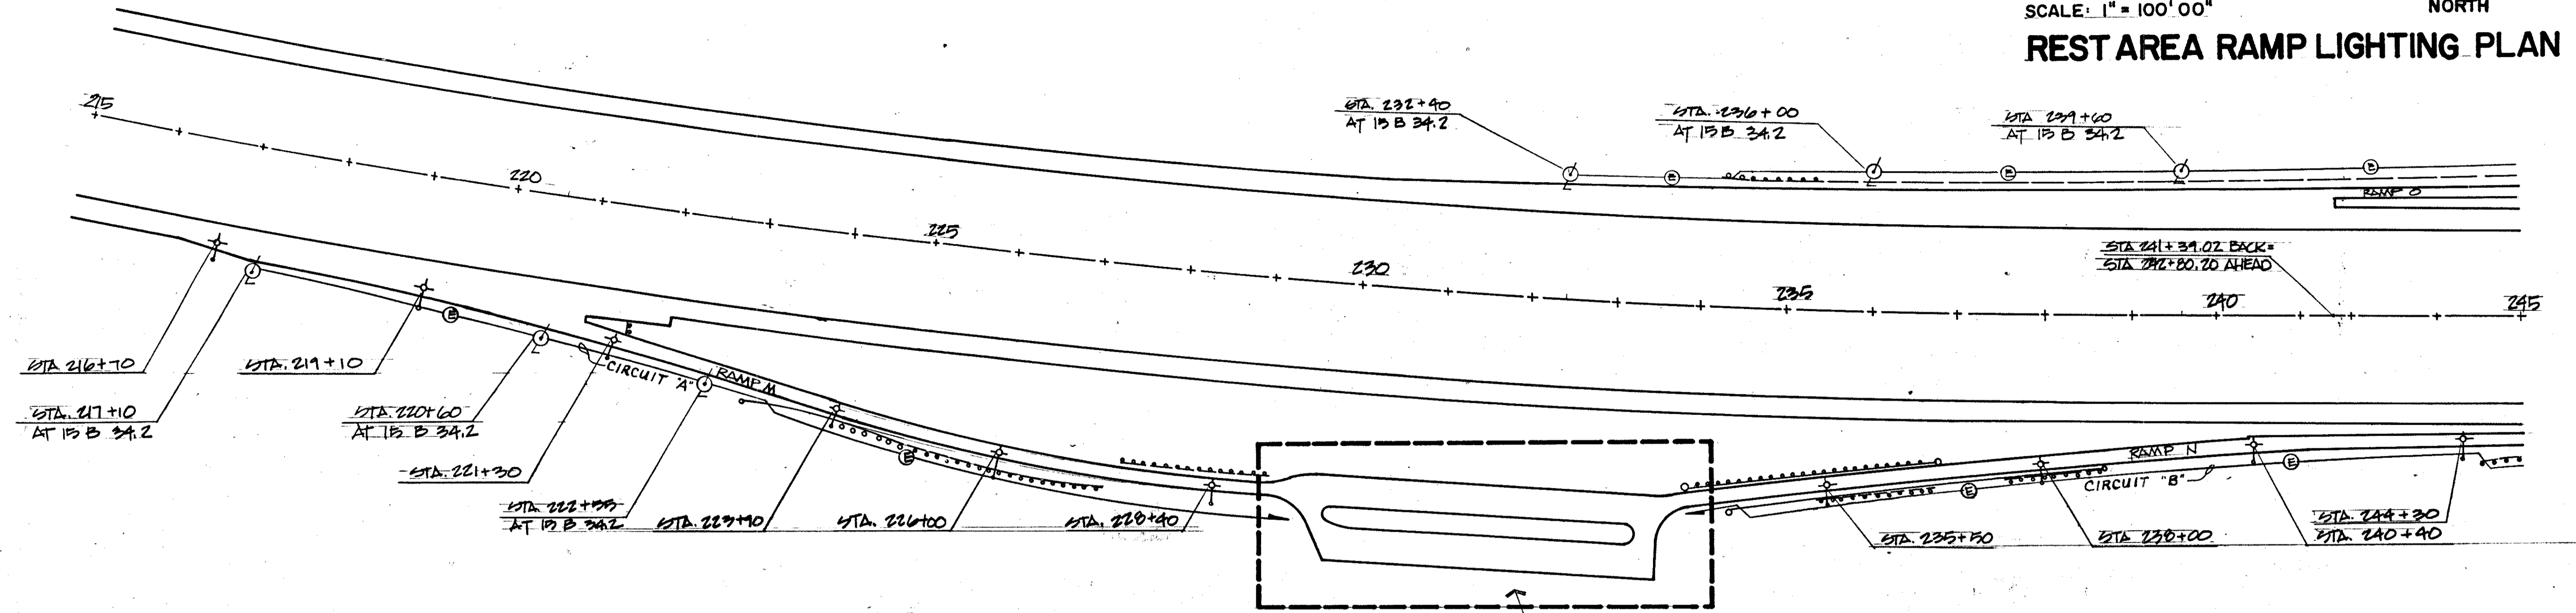 SCALE: 1" = 100' 00"
NORTH
REST AREA RAMP LIGHTING PLAN
215
220
225
230
235
240
245
STA. 232+40
AT 15 B 34.2
STA. 236+00
AT 15 B 34.2
STA 239+60
AT 15 B 34.2
E
E
E
RAMP O
STA 241+39.02 BACK=
STA 242+80.20 AHEAD
STA 216+70
STA. 217+10
AT 15 B 34.2
STA. 219+10
E
STA. 220+60
AT 15 B 34.2
CIRCUIT "A"
RAMP M
STA. 221+30
STA. 222+55
AT 15 B 34.2
STA. 223+90
E
STA. 226+00
STA. 228+40
RAMP N
E
E
CIRCUIT "B"
STA. 235+50
STA 238+00
STA. 244+30
STA. 240+40